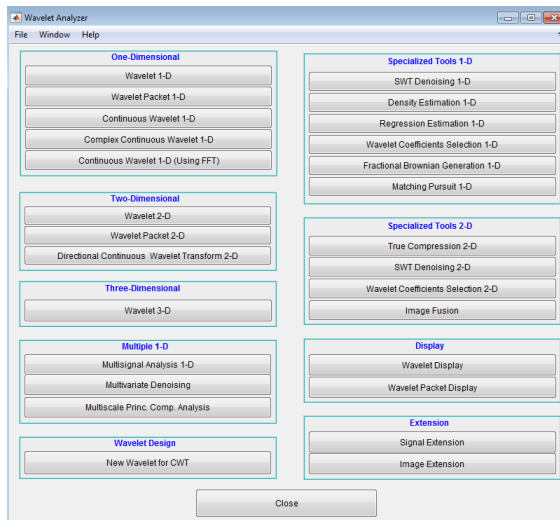 Wavelet Analyzer
File Window Help
One-Dimensional
Wavelet 1-D
Wavelet Packet 1-D
Continuous Wavelet 1-D
Complex Continuous Wavelet 1-D
Continuous Wavelet 1-D (Using FFT)
Two-Dimensional
Wavelet 2-D
Wavelet Packet 2-D
Directional Continuous Wavelet Transform 2-D
Three-Dimensional
Wavelet 3-D
Multiple 1-D
Multisignal Analysis 1-D
Multivariate Denoising
Multiscale Princ. Comp. Analysis
Wavelet Design
New Wavelet for CWT
Specialized Tools 1-D
SWT Denoising 1-D
Density Estimation 1-D
Regression Estimation 1-D
Wavelet Coefficients Selection 1-D
Fractional Brownian Generation 1-D
Matching Pursuit 1-D
Specialized Tools 2-D
True Compression 2-D
SWT Denoising 2-D
Wavelet Coefficients Selection 2-D
Image Fusion
Display
Wavelet Display
Wavelet Packet Display
Extension
Signal Extension
Image Extension
Close